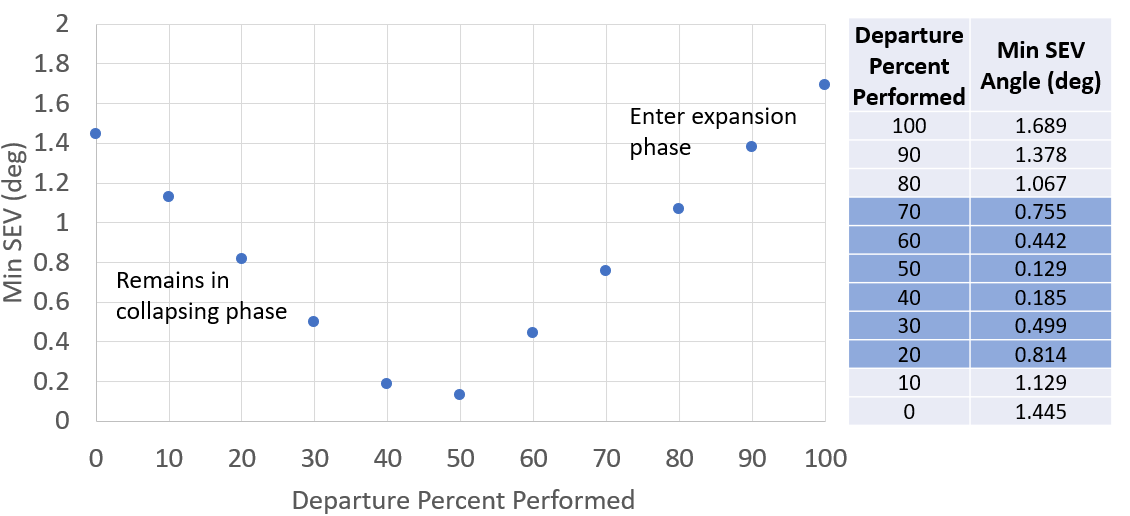 2
1.8
1.6
1.4
1.2
1
0.8
0.6
0.4
0.2
0
Min SEV (deg)
Enter expansion
phase
Remains in
collapsing phase
0 10 20 30 40 50 60 70 80 90 100
Departure Percent Performed
Departure
Percent
Performed
Min SEV
Angle (deg)
100 1.689
90 1.378
80 1.067
70 0.755
60 0.442
50 0.129
40 0.185
30 0.499
20 0.814
10 1.129
0 1.445